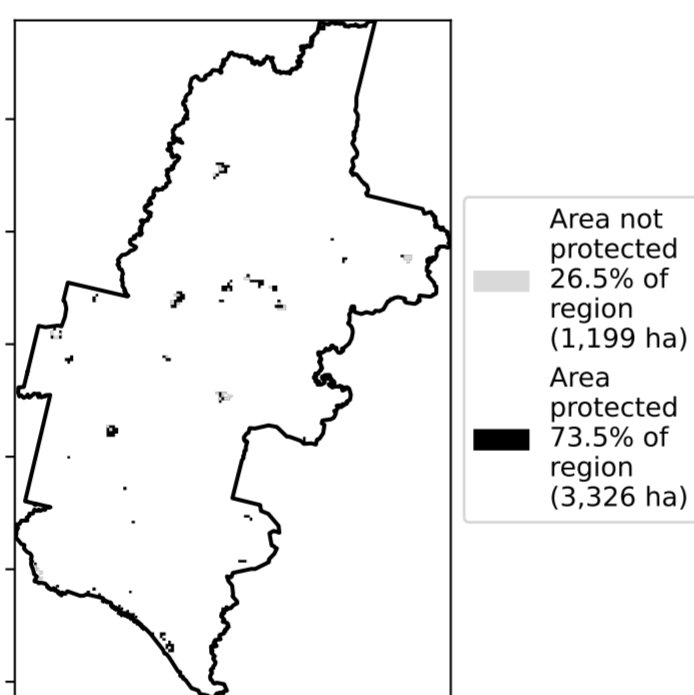 Area not
protected
26.5% of
region
(1,199 ha)
Area
protected
73.5% of
region
(3,326 ha)